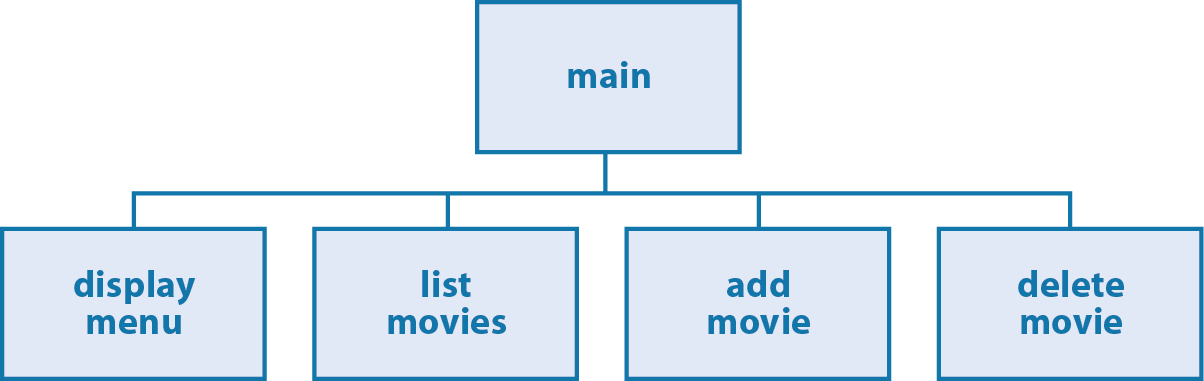 main
display
menu
list
movies
add
movie
delete
movie